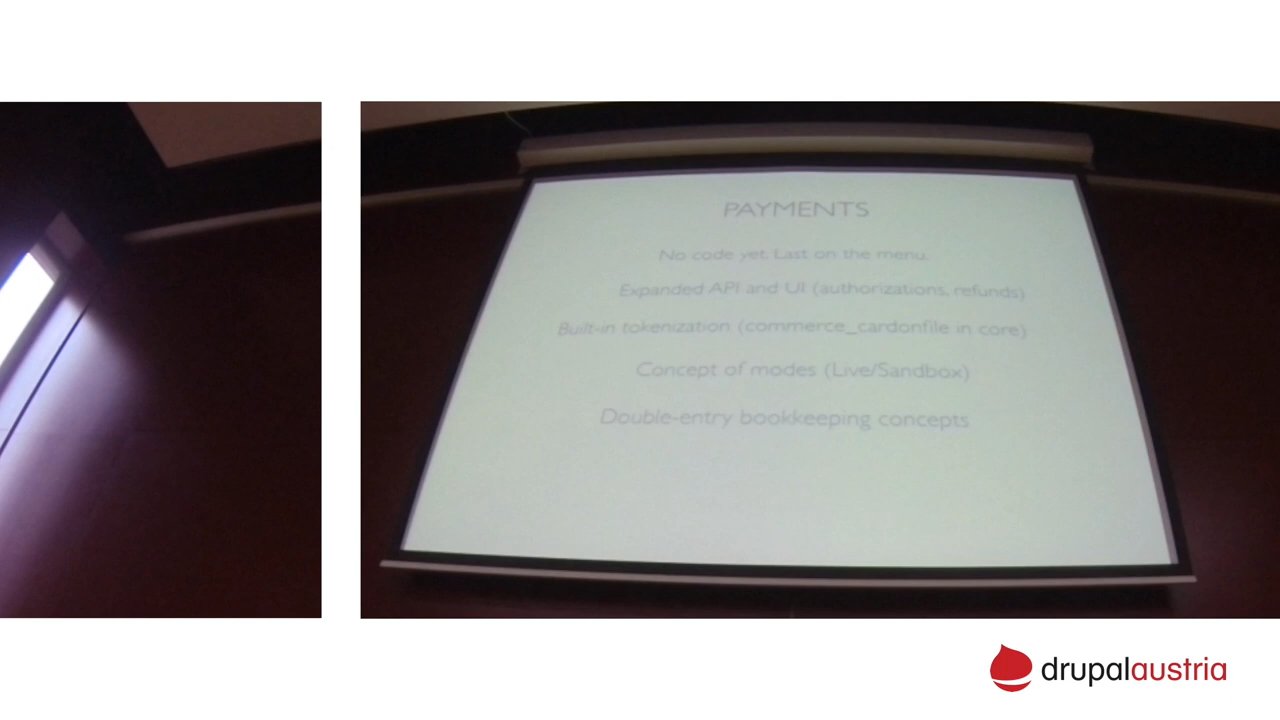 PAYMENTS
No code yet. Last on the menu.
Expanded API and UI (authorizations, refunds)
Built-in tokenization (commerce_cardonfile in core)
Concept of modes (Live/Sandbox)
Double-entry bookkeeping concepts
drupalaustria